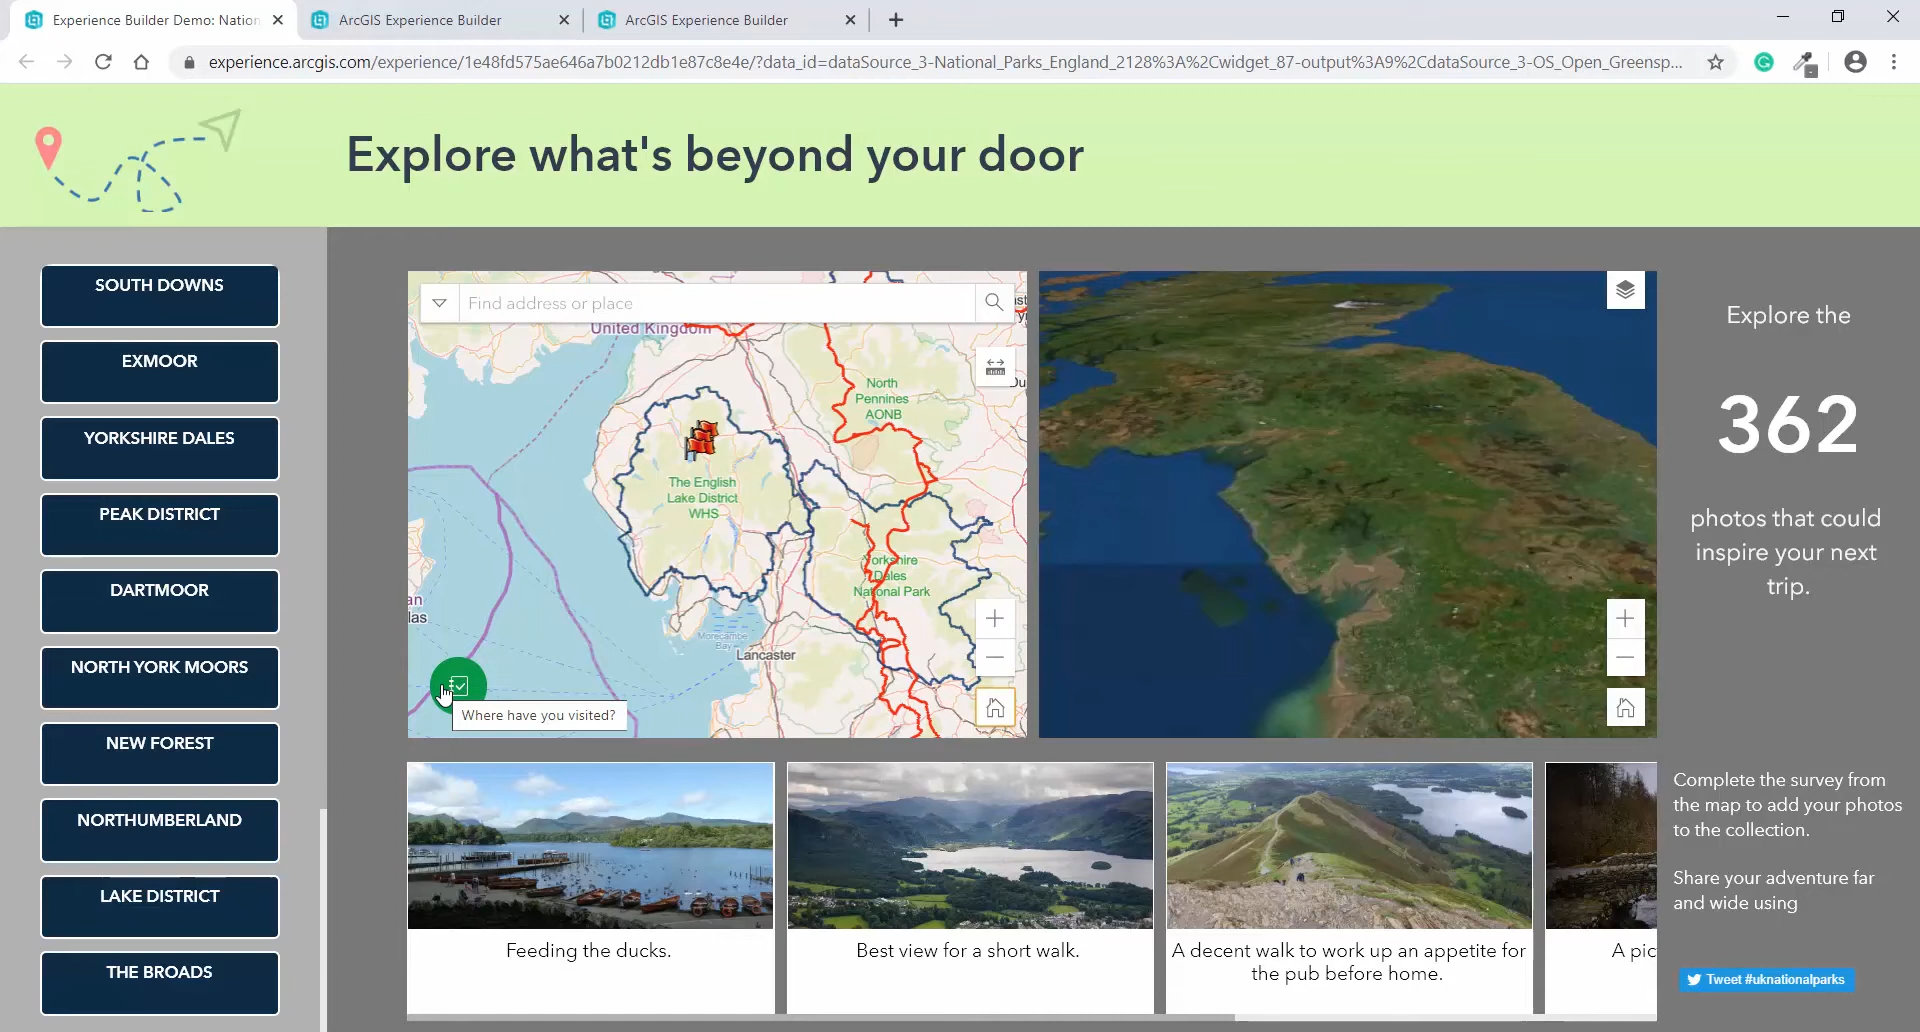 Experience Builder Demo: Nation
ArcGIS Experience Builder
ArcGIS Experience Builder
experience.arcgis.com/experience/1e48fd575ae646a7b0212db1e87c8e4e/?data_id=dataSource_3-National_Parks_England_2128%3A%2Cwidget_87-output%3A9%2CdataSource_3-OS_Open_Greensp...
Explore what's beyond your door
SOUTH DOWNS
EXMOOR
YORKSHIRE DALES
PEAK DISTRICT
DARTMOOR
NORTH YORK MOORS
NEW FOREST
NORTHUMBERLAND
LAKE DISTRICT
THE BROADS
Find address or place
United Kingdom
North
Pennines
AONB
The English
Lake District
WHS
Yorkshire
Dales
National Park
Morecambe
Bay
Lancaster
Where have you visited?
Explore the
362
photos that could
inspire your next
trip.
Feeding the ducks.
Best view for a short walk.
A decent walk to work up an appetite for
the pub before home.
A pic
Complete the survey from
the map to add your photos
to the collection.
Share your adventure far
and wide using
Tweet #uknationalparks